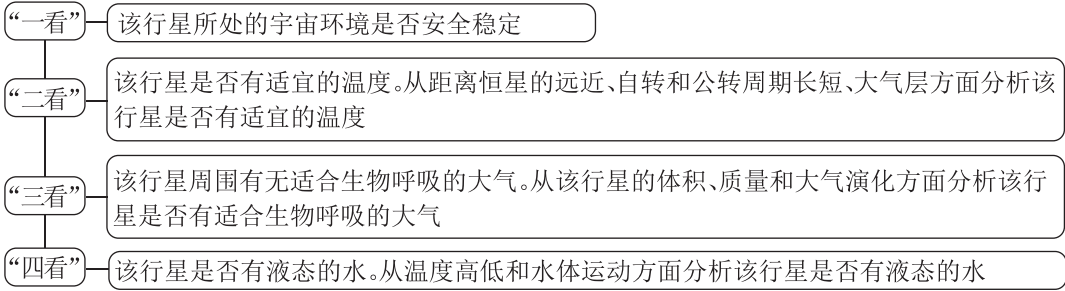 “一看” 该行星所处的宇宙环境是否安全稳定
“二看” 该行星是否有适宜的温度。从距离恒星的远近、自转和公转周期长短、大气层方面分析该
行星是否有适宜的温度
“三看” 该行星周围有无适合生物呼吸的大气。从该行星的体积、质量和大气演化方面分析该行
星是否有适合生物呼吸的大气
“四看” 该行星是否有液态的水。从温度高低和水体运动方面分析该行星是否有液态的水